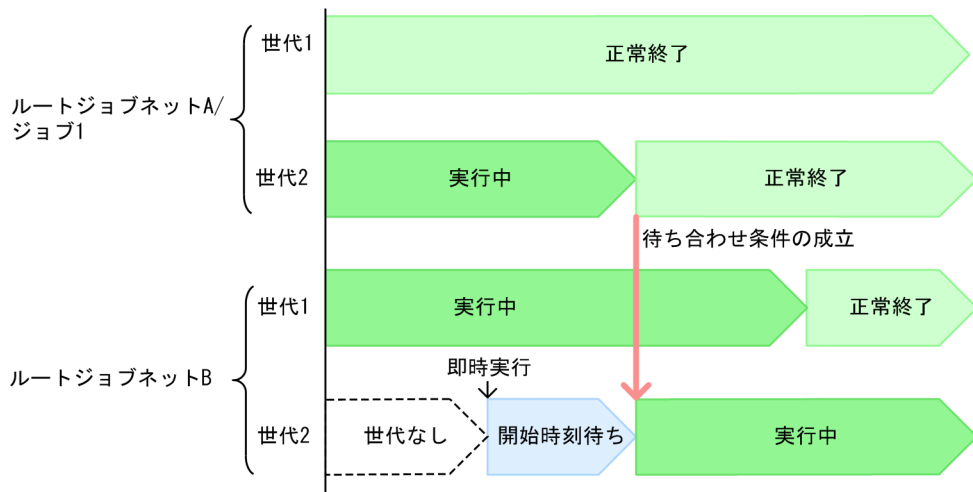 世代1
正常終了
ルートジョブネットA/
ジョブ1
世代2
実行中
正常終了
待ち合わせ条件の成立
世代1
実行中
正常終了
ルートジョブネットB
即時実行
世代2
世代なし
開始時刻待ち
実行中